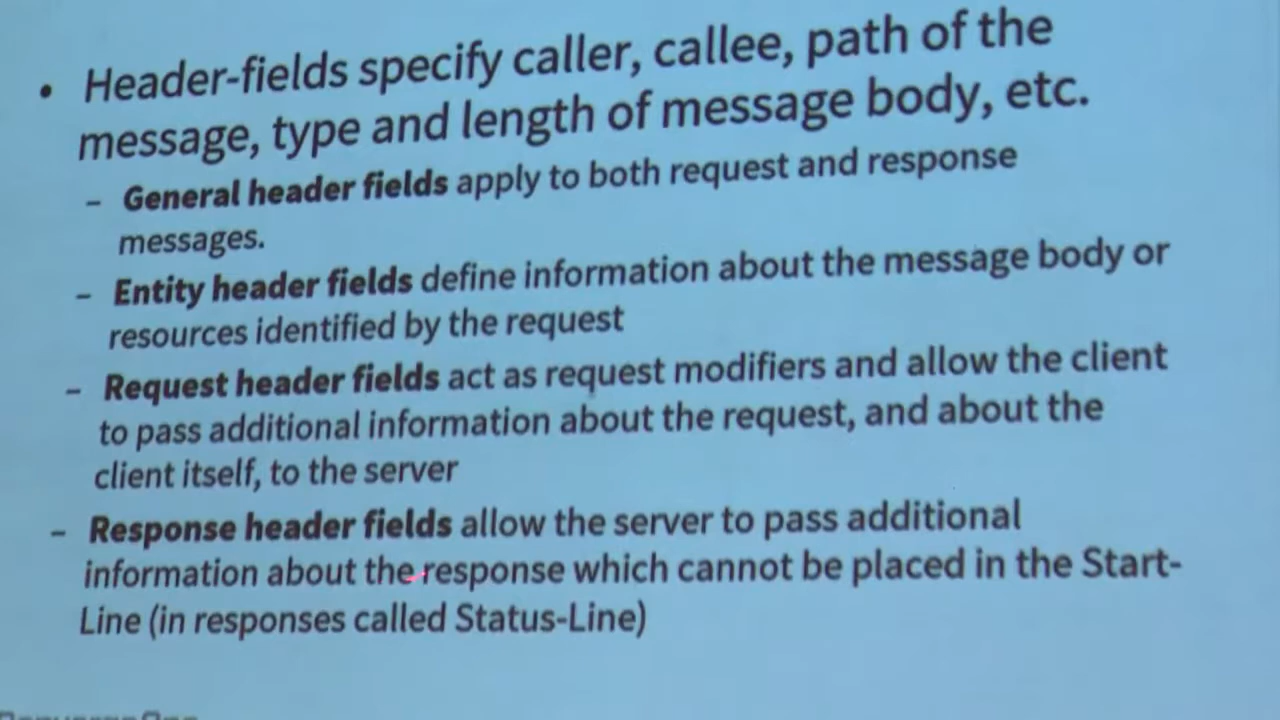 • Header-fields specify caller, callee, path of the
message, type and length of message body, etc.
– General header fields apply to both request and response
messages.
– Entity header fields define information about the message body or
resources identified by the request
– Request header fields act as request modifiers and allow the client
to pass additional information about the request, and about the
client itself, to the server
– Response header fields allow the server to pass additional
information about the response which cannot be placed in the Start-
Line (in responses called Status-Line)